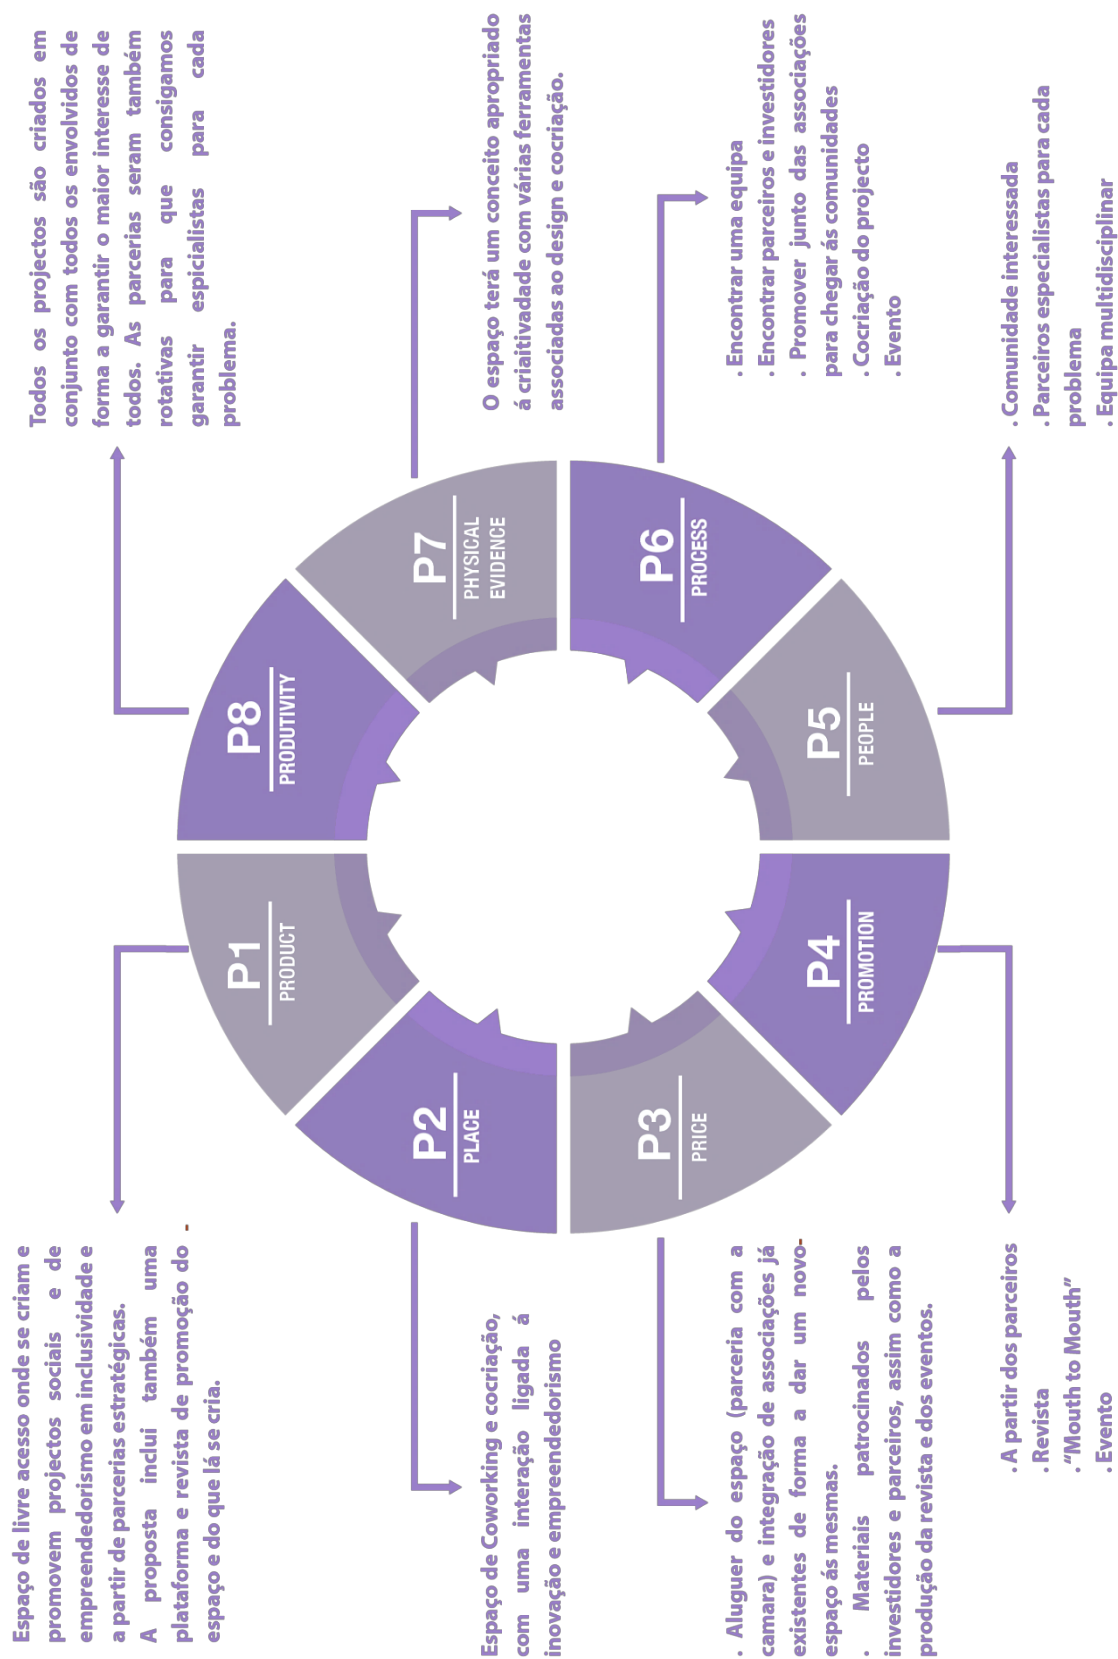 Espaço de livre acesso onde se criam e
promovem projectos sociais e de
empreendedorismo em inclusividade e
a partir de parcerias estratégicas.
A proposta inclui também uma
plataforma e revista de promoção do -
espaço e do que lá se cria.
Espaço de Coworking e cocriação,
com uma interação ligada á
inovação e empreendedorismo
. Aluguer do espaço (parceria com a
camara) e integração de associações já
existentes de forma a dar um novo-
espaço ás mesmas.
. Materiais patrocinados pelos
investidores e parceiros, assim como a
produção da revista e dos eventos.
. A partir dos parceiros
. Revista
. “Mouth to Mouth”
. Evento
P1
PRODUCT
P2
PLACE
P3
PRICE
P4
PROMOTION
P5
PEOPLE
P6
PROCESS
P7
PHYSICAL
EVIDENCE
P8
PRODUTIVITY
Todos os projectos são criados em
conjunto com todos os envolvidos de
forma a garantir o maior interesse de
todos. As parcerias seram também
rotativas para que consigamos
garantir espicialistas para cada
problema.
O espaço terá um conceito apropriado
á criaitivadade com várias ferramentas
associadas ao design e cocriação.
. Encontrar uma equipa
. Encontrar parceiros e investidores
. Promover junto das associações
para chegar ás comunidades
. Cocriação do projecto
. Evento
. Comunidade interessada
. Parceiros especialistas para cada
problema
. Equipa multidisciplinar